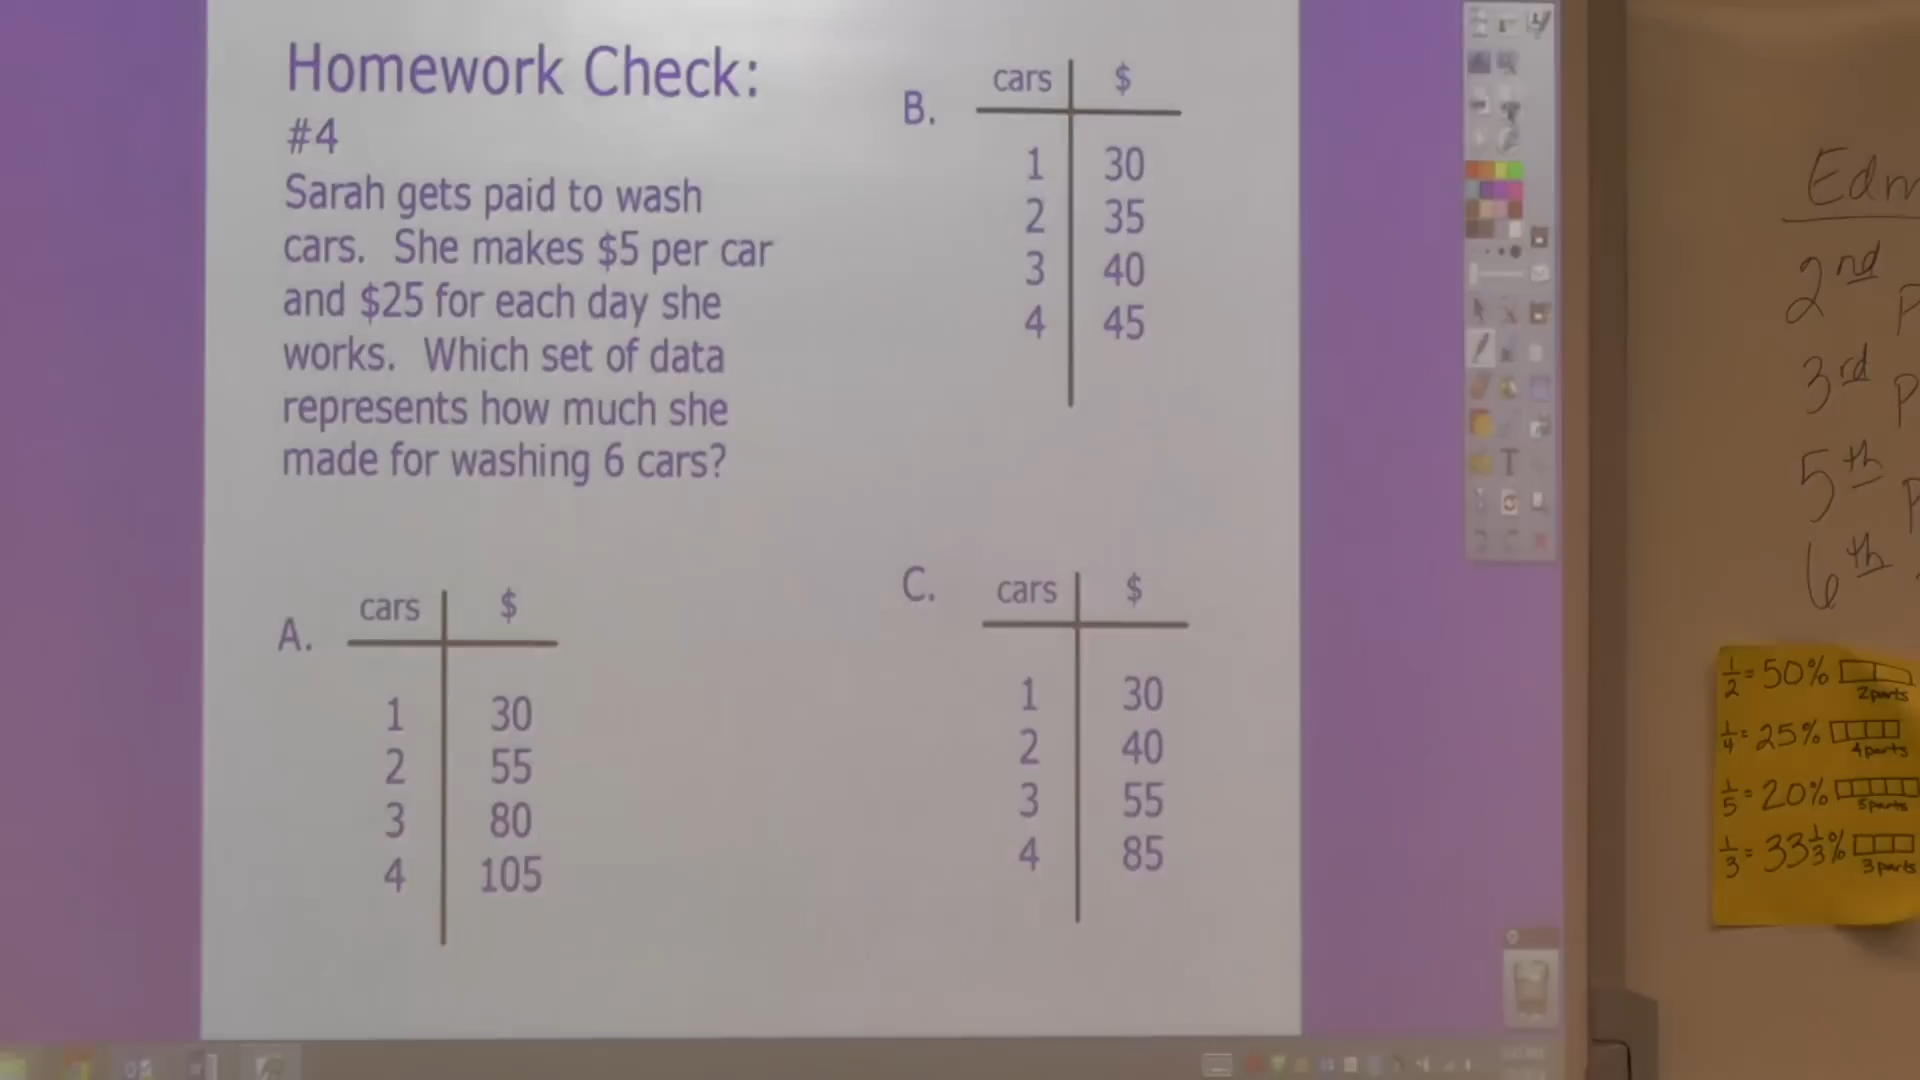 Homework Check:
#4
Sarah gets paid to wash
cars. She makes $5 per car
and $25 for each day she
works. Which set of data
represents how much she
made for washing 6 cars?
A.
cars $
1 30
2 55
3 80
4 105
B.
cars $
1 30
2 35
3 40
4 45
C.
cars $
1 30
2 40
3 55
4 85
T
2nd
3rd
5th
6th
1/2 = 50%
2 parts
1/4 = 25%
4 parts
1/5 = 20%
5 parts
1/3 = 33 1/3%
3 parts